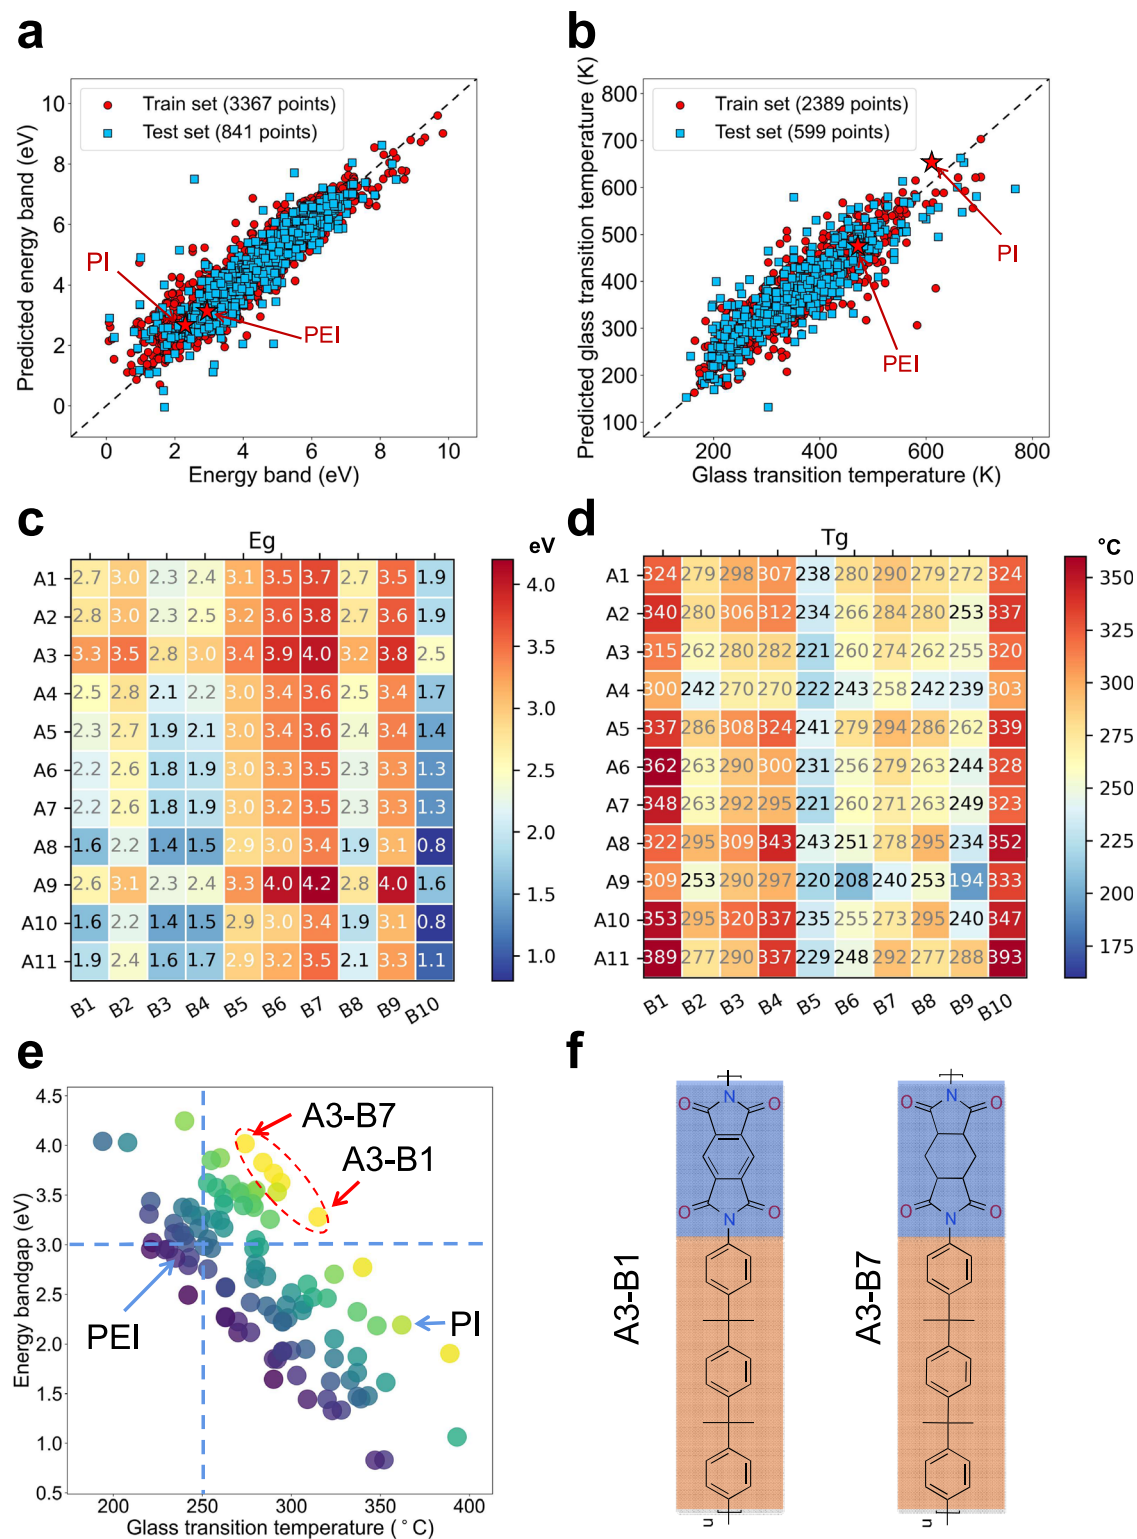 a
Predicted energy band (eV)
10
8
6
4
2
0
Train set (3367 points)
Test set (841 points)
PI
PEI
0 2 4 6 8 10
Energy band (eV)
b
Predicted glass transition temperature (K)
800
700
600
500
400
300
200
100
Train set (2389 points)
Test set (599 points)
PI
PEI
200 400 600 800
Glass transition temperature (K)
c
Eg
eV
A1 2.7 3.0 2.3 2.4 3.1 3.5 3.7 2.7 3.5 1.9
A2 2.8 3.0 2.3 2.5 3.2 3.6 3.8 2.7 3.6 1.9
A3 3.3 3.5 2.8 3.0 3.4 3.9 4.0 3.2 3.8 2.5
A4 2.5 2.8 2.1 2.2 3.0 3.4 3.6 2.5 3.4 1.7
A5 2.3 2.7 1.9 2.1 3.0 3.4 3.6 2.4 3.4 1.4
A6 2.2 2.6 1.8 1.9 3.0 3.3 3.5 2.3 3.3 1.3
A7 2.2 2.6 1.8 1.9 3.0 3.2 3.5 2.3 3.3 1.3
A8 1.6 2.2 1.4 1.5 2.9 3.0 3.4 1.9 3.1 0.8
A9 2.6 3.1 2.3 2.4 3.3 4.0 4.2 2.8 4.0 1.6
A10 1.6 2.2 1.4 1.5 2.9 3.0 3.4 1.9 3.1 0.8
A11 1.9 2.4 1.6 1.7 2.9 3.2 3.5 2.1 3.3 1.1
B1 B2 B3 B4 B5 B6 B7 B8 B9 B10
4.0
3.5
3.0
2.5
2.0
1.5
1.0
d
Tg
°C
A1 324 279 298 307 238 280 290 279 272 324
A2 340 280 306 312 234 266 284 280 253 337
A3 315 262 280 282 221 260 274 262 255 320
A4 300 242 270 270 222 243 258 242 239 303
A5 337 286 308 324 241 279 294 286 262 339
A6 362 263 290 300 231 256 279 263 244 328
A7 348 263 292 295 221 260 271 263 249 323
A8 322 295 309 343 243 251 278 295 234 352
A9 309 253 290 297 220 208 240 253 194 333
A10 353 295 320 337 235 255 273 295 240 347
A11 389 277 290 337 229 248 292 277 288 393
B1 B2 B3 B4 B5 B6 B7 B8 B9 B10
350
325
300
275
250
225
200
175
e
Energy bandgap (eV)
4.5
4.0
3.5
3.0
2.5
2.0
1.5
1.0
0.5
A3-B7
A3-B1
PEI
PI
200 250 300 350 400
Glass transition temperature (°C)
f
A3-B1
N
O O
O O
N
n
A3-B7
N
O O
O O
N
n